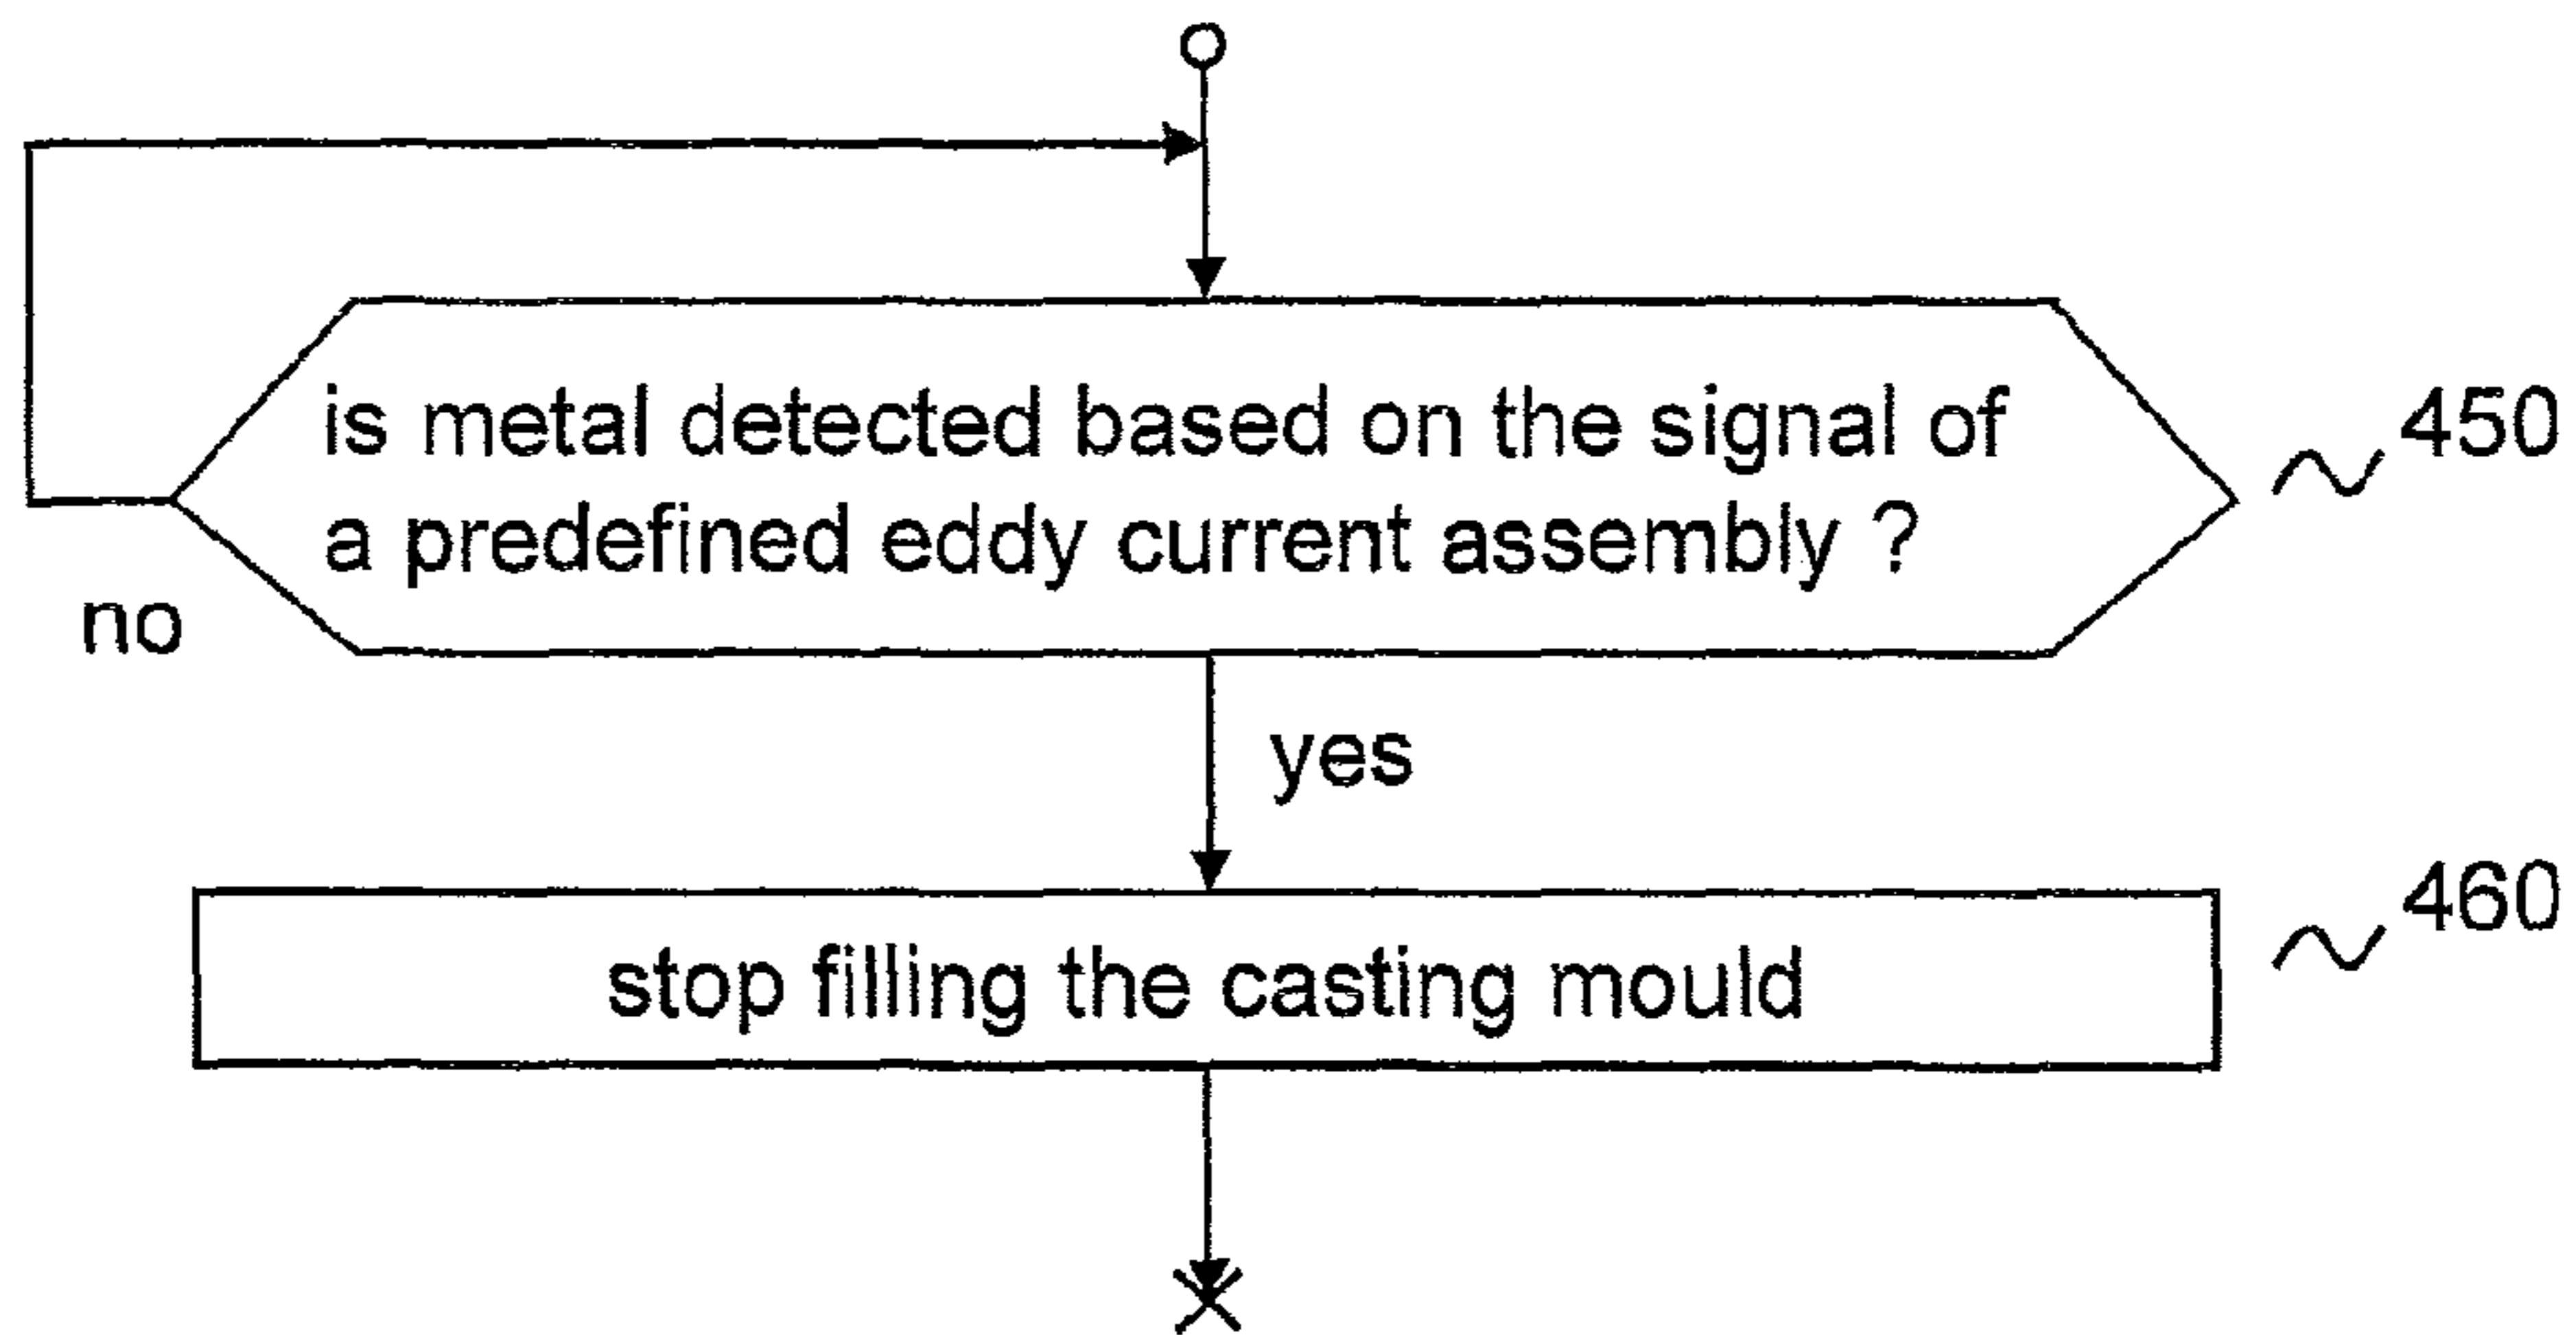 is metal detected based on the signal of
a predefined eddy current assembly ?
450
no
yes
stop filling the casting mould
460